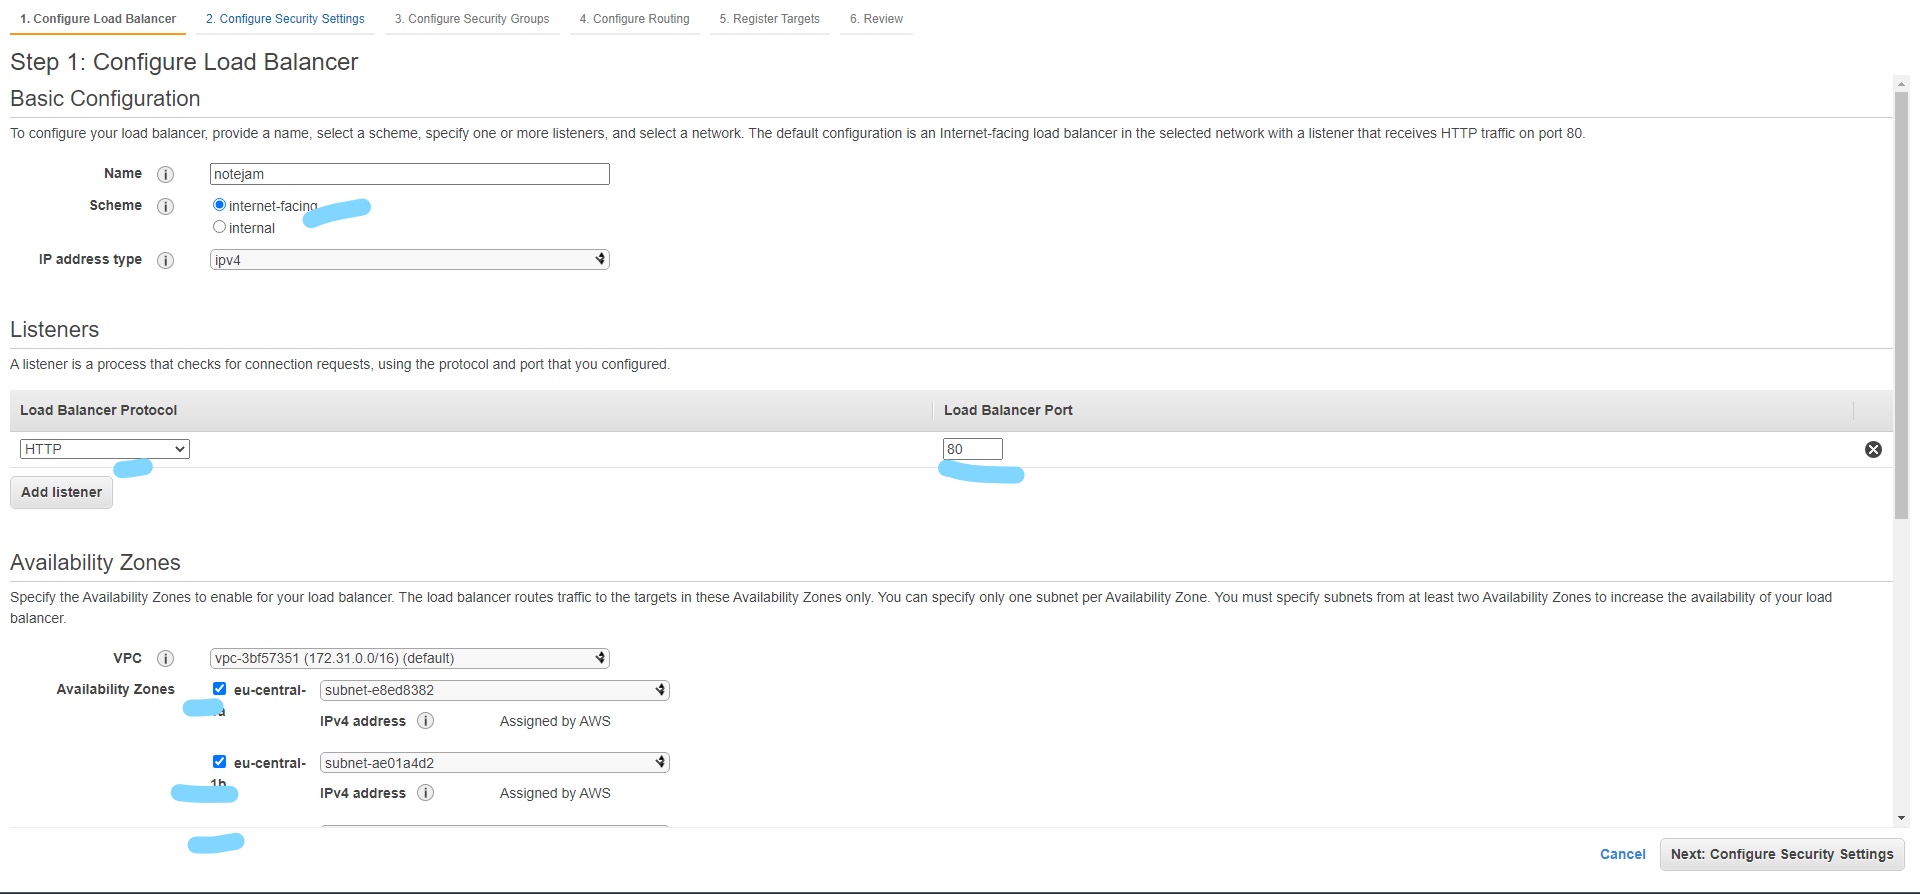 1. Configure Load Balancer 2. Configure Security Settings 3. Configure Security Groups 4. Configure Routing 5. Register Targets 6. Review
Step 1: Configure Load Balancer
Basic Configuration
To configure your load balancer, provide a name, select a scheme, specify one or more listeners, and select a network. The default configuration is an Internet-facing load balancer in the selected network with a listener that receives HTTP traffic on port 80.
Name i notejam
Scheme i internet-facing
internal
IP address type i ipv4
Listeners
A listener is a process that checks for connection requests, using the protocol and port that you configured.
Load Balancer Protocol Load Balancer Port
HTTP 80
Add listener
Availability Zones
Specify the Availability Zones to enable for your load balancer. The load balancer routes traffic to the targets in these Availability Zones only. You can specify only one subnet per Availability Zone. You must specify subnets from at least two Availability Zones to increase the availability of your load
balancer.
VPC i vpc-3bf57351 (172.31.0.0/16) (default)
Availability Zones eu-central- subnet-e8ed8382
1a
IPv4 address i Assigned by AWS
eu-central- subnet-ae01a4d2
1b
IPv4 address i Assigned by AWS
Cancel Next: Configure Security Settings